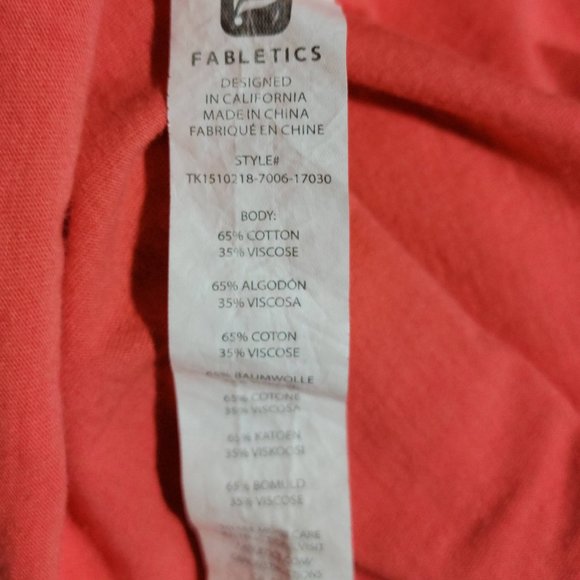 FABLETICS
DESIGNED
IN CALIFORNIA
MADE IN CHINA
FABRIQUÉ EN CHINE
STYLE#
TK1510218-7006-17030
BODY:
65% COTTON
35% VISCOSE
65% ALGODÓN
35% VISCOSA
65% COTON
35% VISCOSE
65% BAUMWOLLE
65% COTONE
35% VISCOSA
65% KATOEN
35% VISKOOSI
65% BOMULD
35% VISCOSE
CARE
VISIT